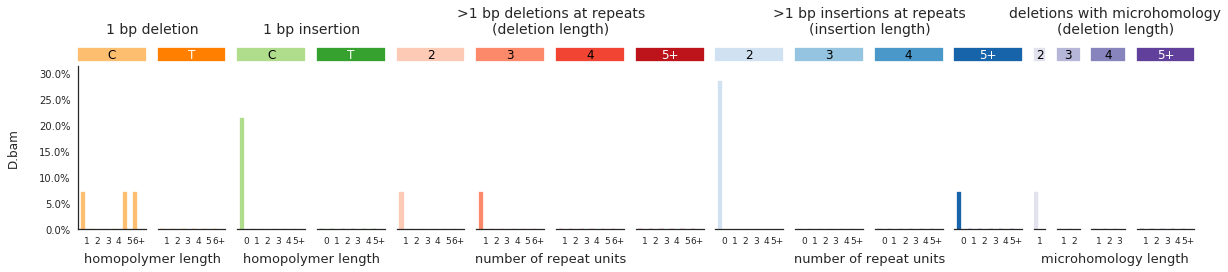 1 bp deletion 1 bp insertion >1 bp deletions at repeats >1 bp insertions at repeats deletions with microhomology
(deletion length) (insertion length) (deletion length)
C T C T 2 3 4 5+ 2 3 4 5+ 2 3 4 5+
30.0%
25.0%
20.0%
15.0%
10.0%
5.0%
0.0%
D.bam
1 2 3 4 5 6+ 1 2 3 4 5 6+ 0 1 2 3 4 5+ 0 1 2 3 4 5+ 1 2 3 4 5 6+ 1 2 3 4 5 6+ 1 2 3 4 5 6+ 1 2 3 4 5 6+ 0 1 2 3 4 5+ 0 1 2 3 4 5+ 0 1 2 3 4 5+ 0 1 2 3 4 5+ 1 1 2 1 2 3 1 2 3 4 5+
homopolymer length homopolymer length number of repeat units number of repeat units microhomology length